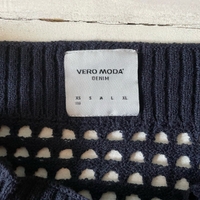 VERO MODA®
DENIM
XS S A L XL